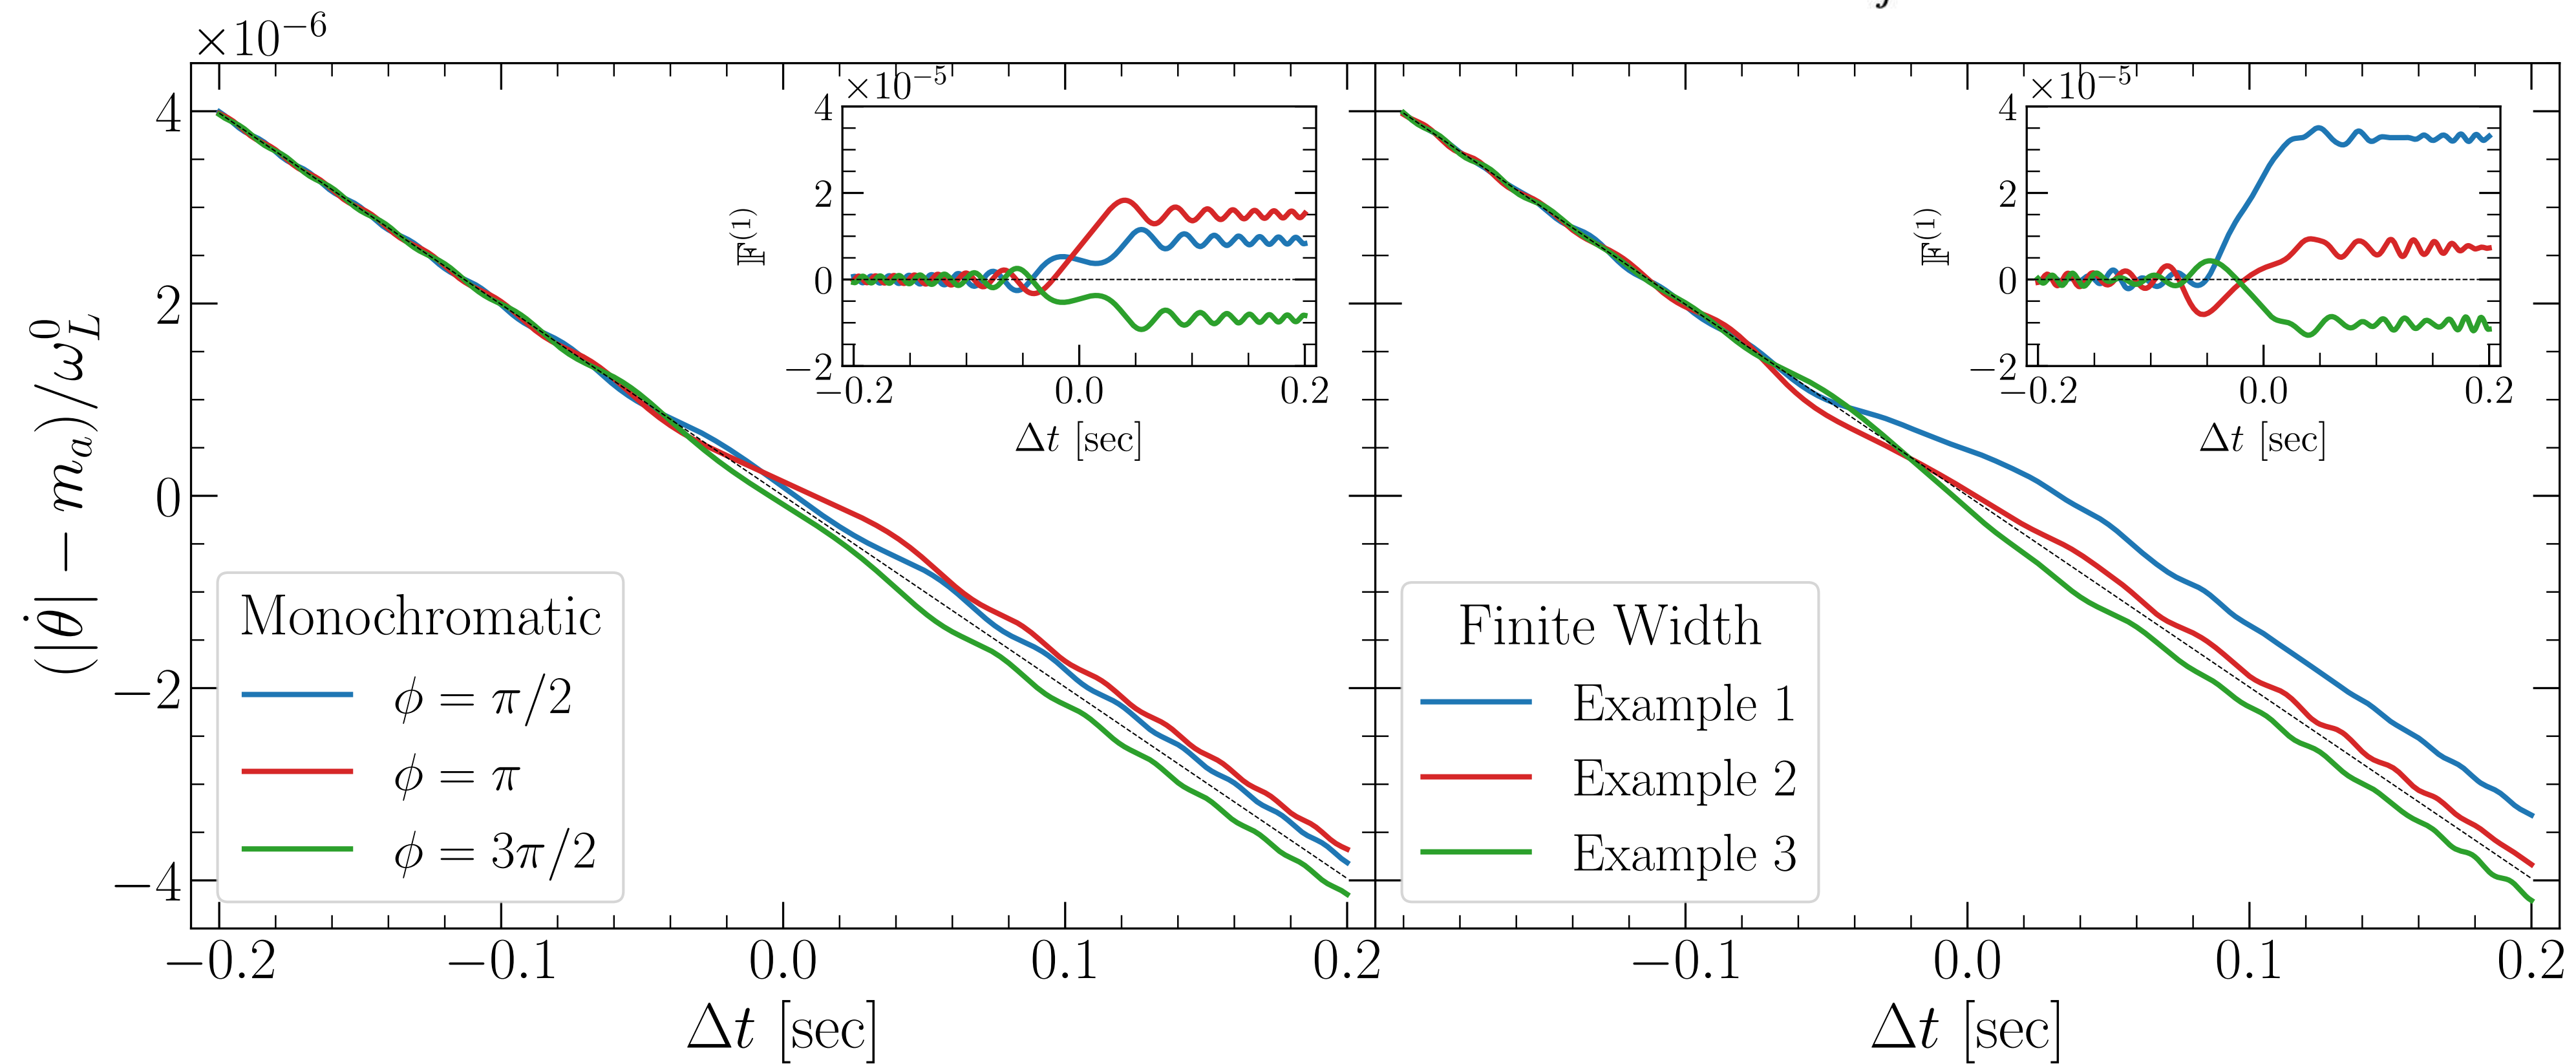 ×10⁻⁶
(|θ̇| − mₐ)/ω_L^0
4
2
0
−2
−4
−0.2
−0.1
0.0
0.1
0.2
Δt [sec]
Monochromatic
ϕ = π/2
ϕ = π
ϕ = 3π/2
×10⁻⁵
𝔽⁽¹⁾
4
2
0
−2
−0.2
0.0
0.2
Δt [sec]
−0.1
0.0
0.1
0.2
Δt [sec]
Finite Width
Example 1
Example 2
Example 3
×10⁻⁵
𝔽⁽¹⁾
4
2
0
−2
−0.2
0.0
0.2
Δt [sec]